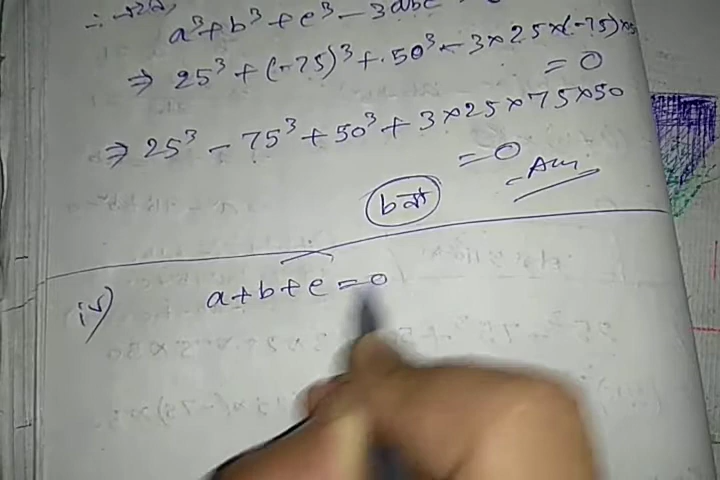 a³+b³+c³-3abc
⇒ 25³+(-75)³+50³-3×25×(-75)×50
=0
⇒ 25³-75³+50³+3×25×75×50
=0
iv) a+b+c=0